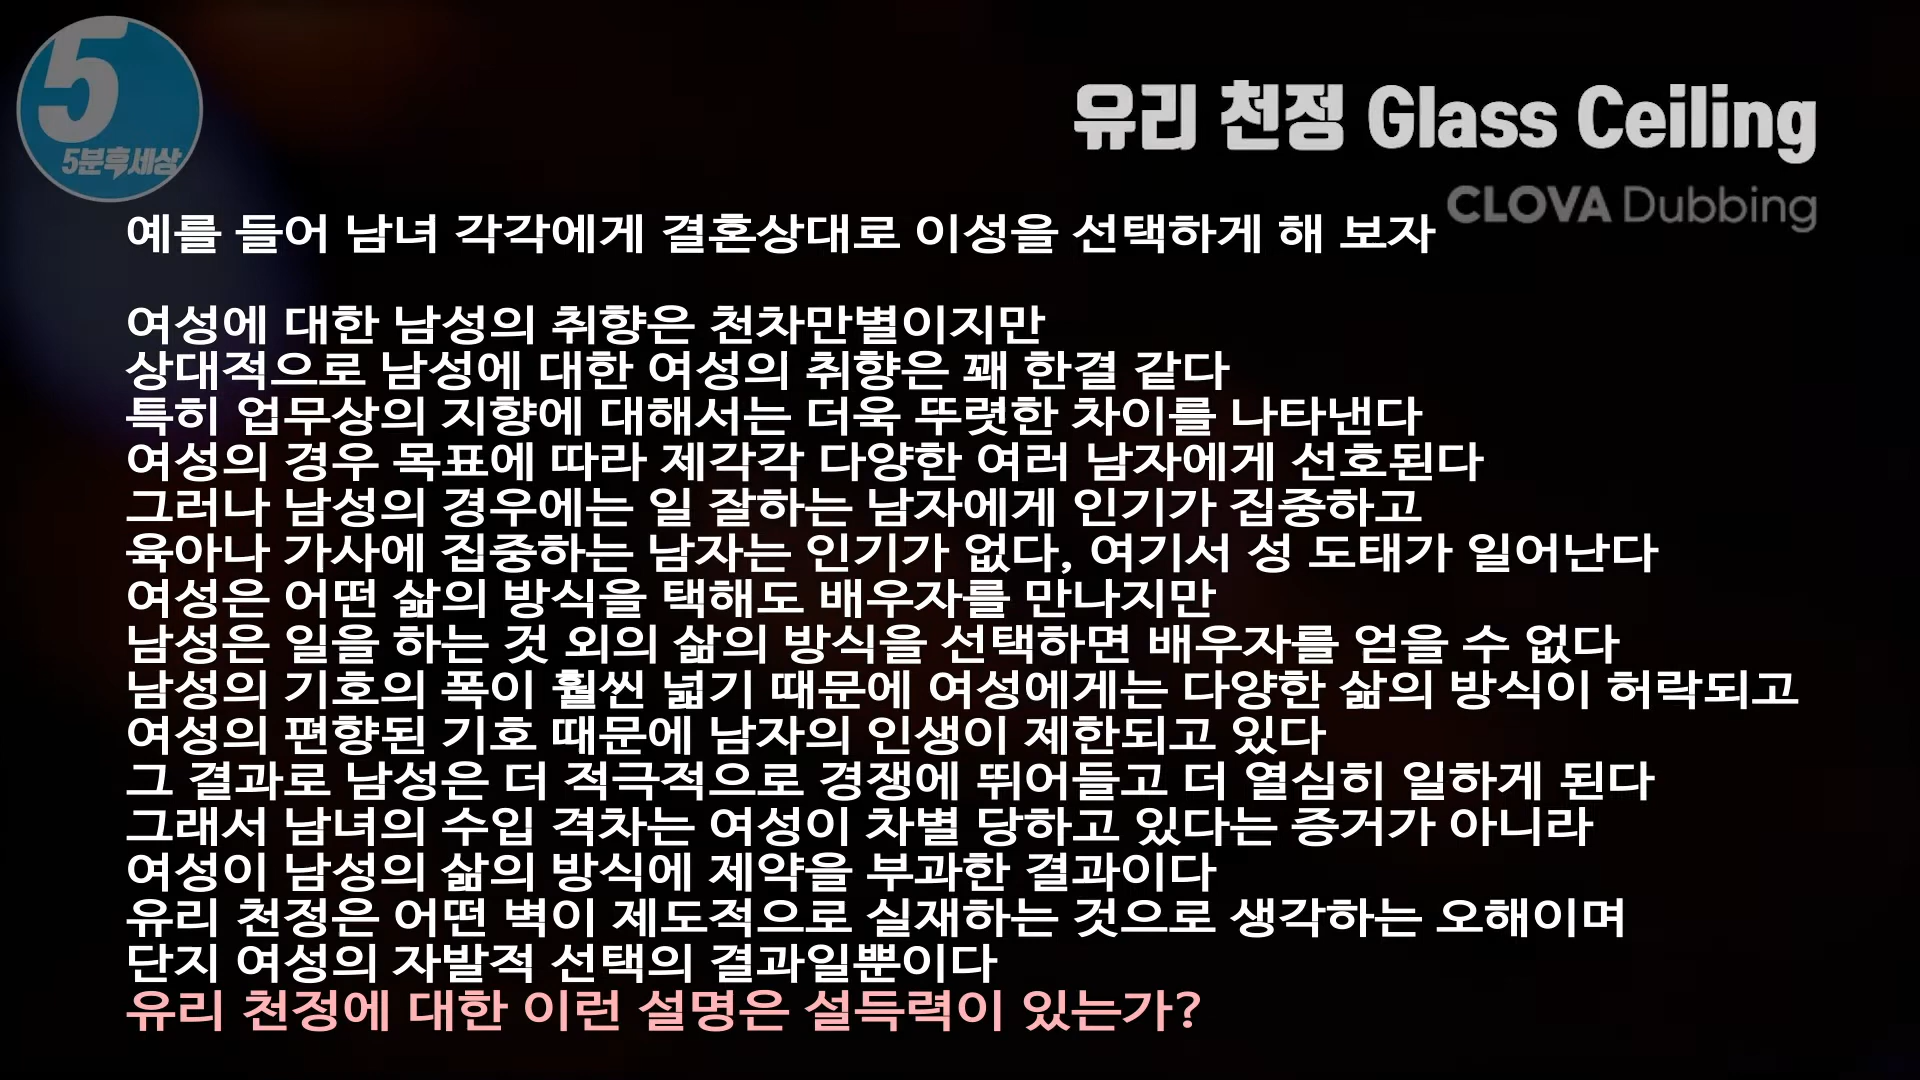 5
5분훅세상
유리 천정 Glass Ceiling
CLOVA Dubbing
예를 들어 남녀 각각에게 결혼상대로 이성을 선택하게 해 보자
여성에 대한 남성의 취향은 천차만별이지만
상대적으로 남성에 대한 여성의 취향은 꽤 한결 같다
특히 업무상의 지향에 대해서는 더욱 뚜렷한 차이를 나타낸다
여성의 경우 목표에 따라 제각각 다양한 여러 남자에게 선호된다
그러나 남성의 경우에는 일 잘하는 남자에게 인기가 집중하고
육아나 가사에 집중하는 남자는 인기가 없다, 여기서 성 도태가 일어난다
여성은 어떤 삶의 방식을 택해도 배우자를 만나지만
남성은 일을 하는 것 외의 삶의 방식을 선택하면 배우자를 얻을 수 없다
남성의 기호의 폭이 훨씬 넓기 때문에 여성에게는 다양한 삶의 방식이 허락되고
여성의 편향된 기호 때문에 남자의 인생이 제한되고 있다
그 결과로 남성은 더 적극적으로 경쟁에 뛰어들고 더 열심히 일하게 된다
그래서 남녀의 수입 격차는 여성이 차별 당하고 있다는 증거가 아니라
여성이 남성의 삶의 방식에 제약을 부과한 결과이다
유리 천정은 어떤 벽이 제도적으로 실재하는 것으로 생각하는 오해이며
단지 여성의 자발적 선택의 결과일뿐이다
유리 천정에 대한 이런 설명은 설득력이 있는가?